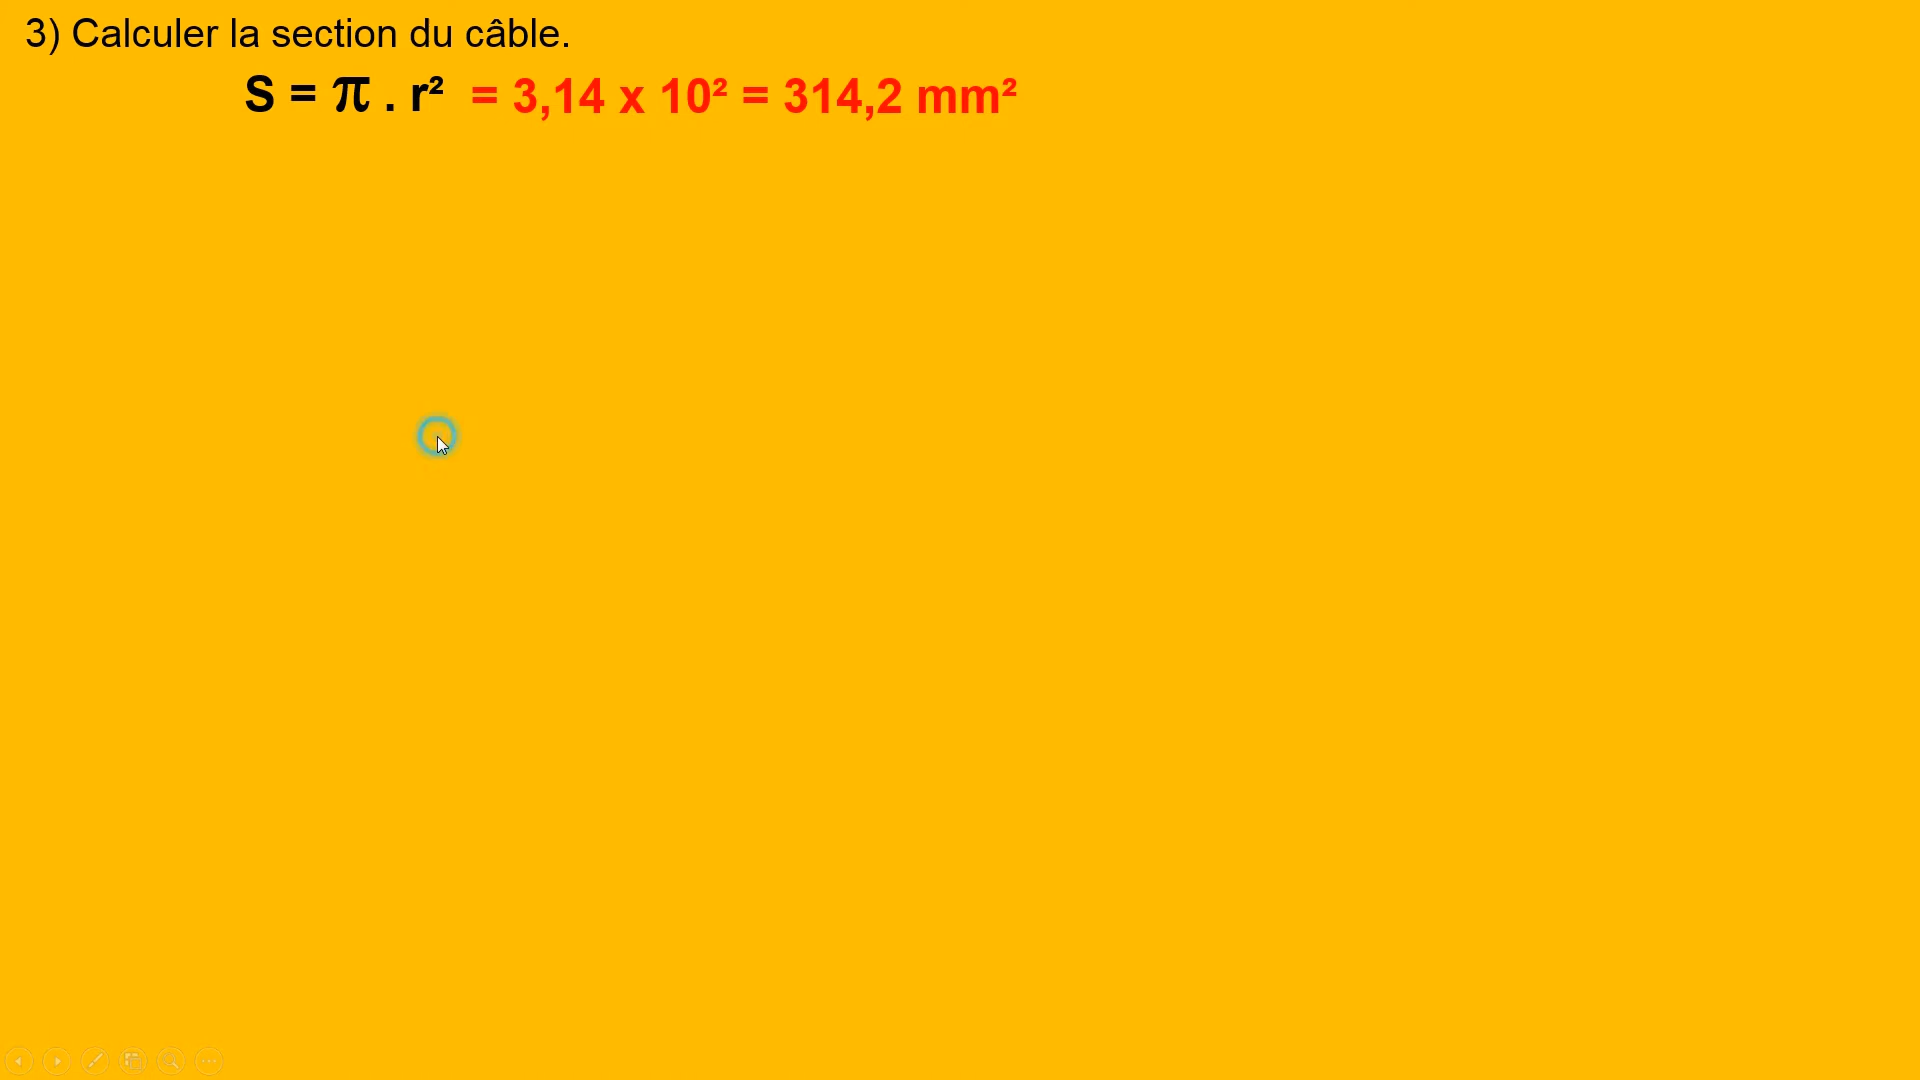 3) Calculer la section du câble.
S = π . r² = 3,14 x 10² = 314,2 mm²